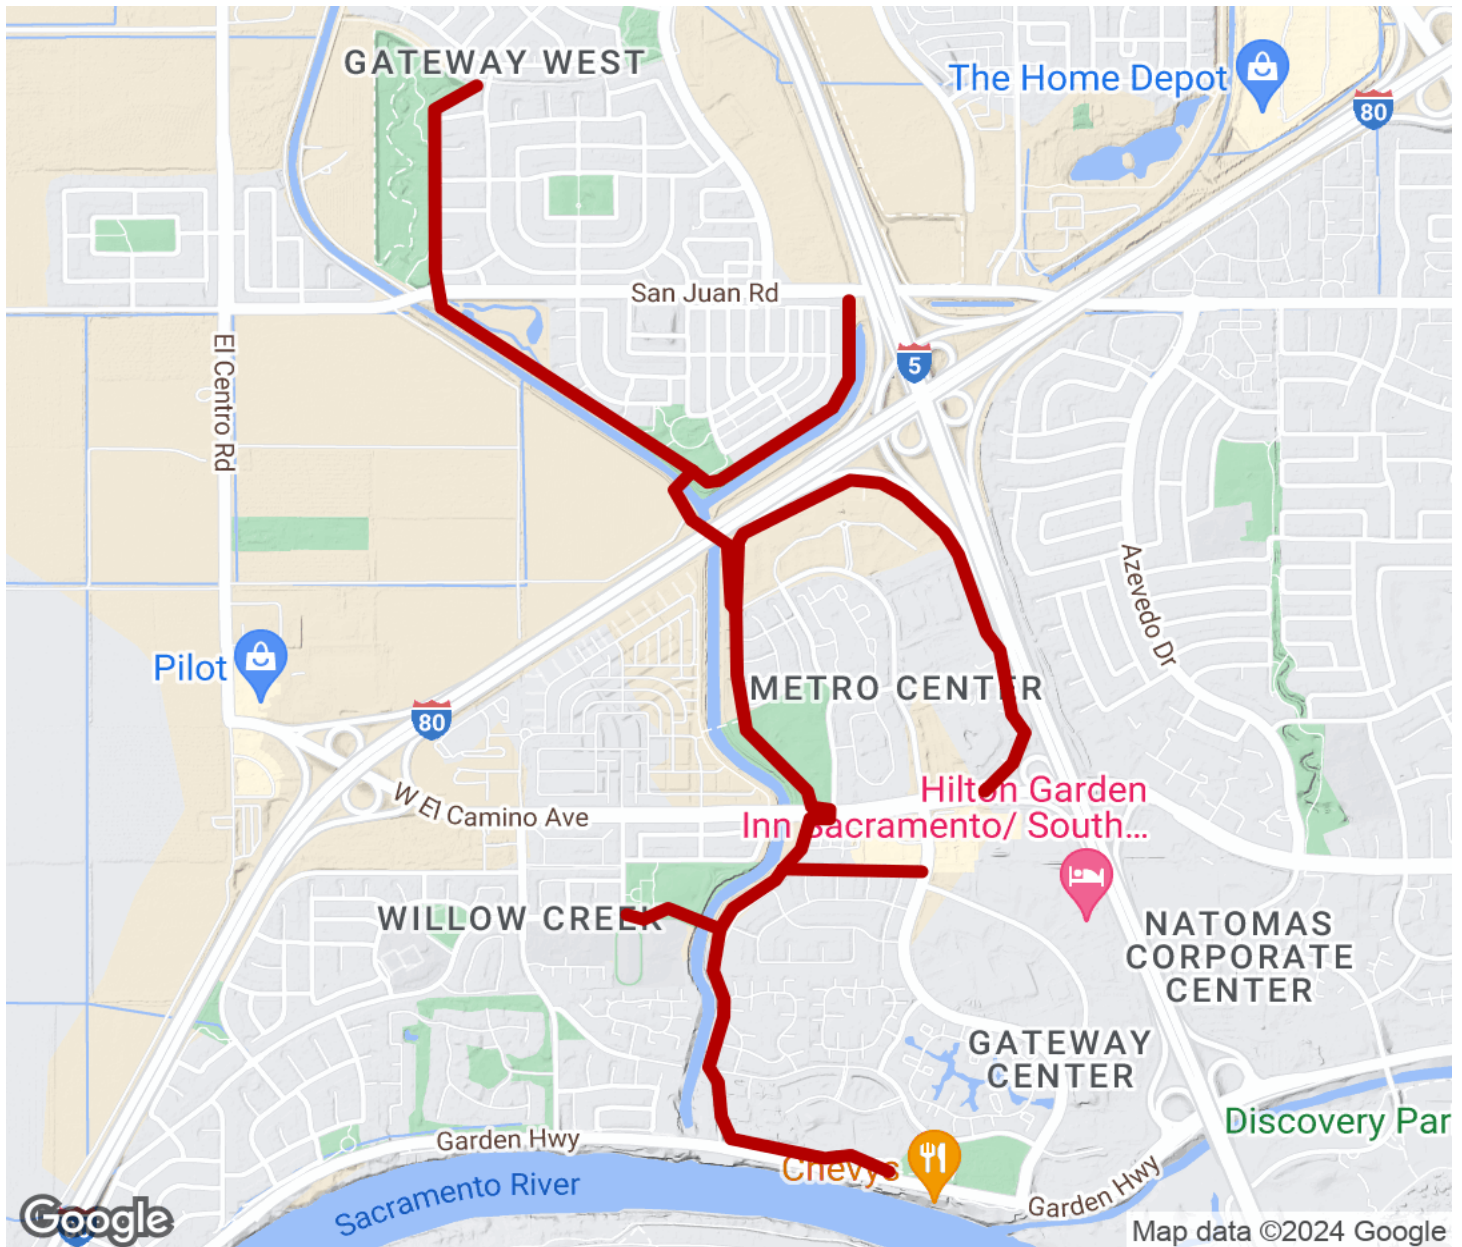 GATEWAY WEST
The Home Depot
80
San Juan Rd
El Centro Rd
5
Azevedo Dr
Pilot
80
METRO CENTER
W El Camino Ave
Hilton Garden
Inn Sacramento/ South...
WILLOW CREEK
NATOMAS
CORPORATE
CENTER
GATEWAY
CENTER
Discovery Par
Garden Hwy
Chevys
Sacramento River
Garden Hwy
Google
Map data ©2024 Google